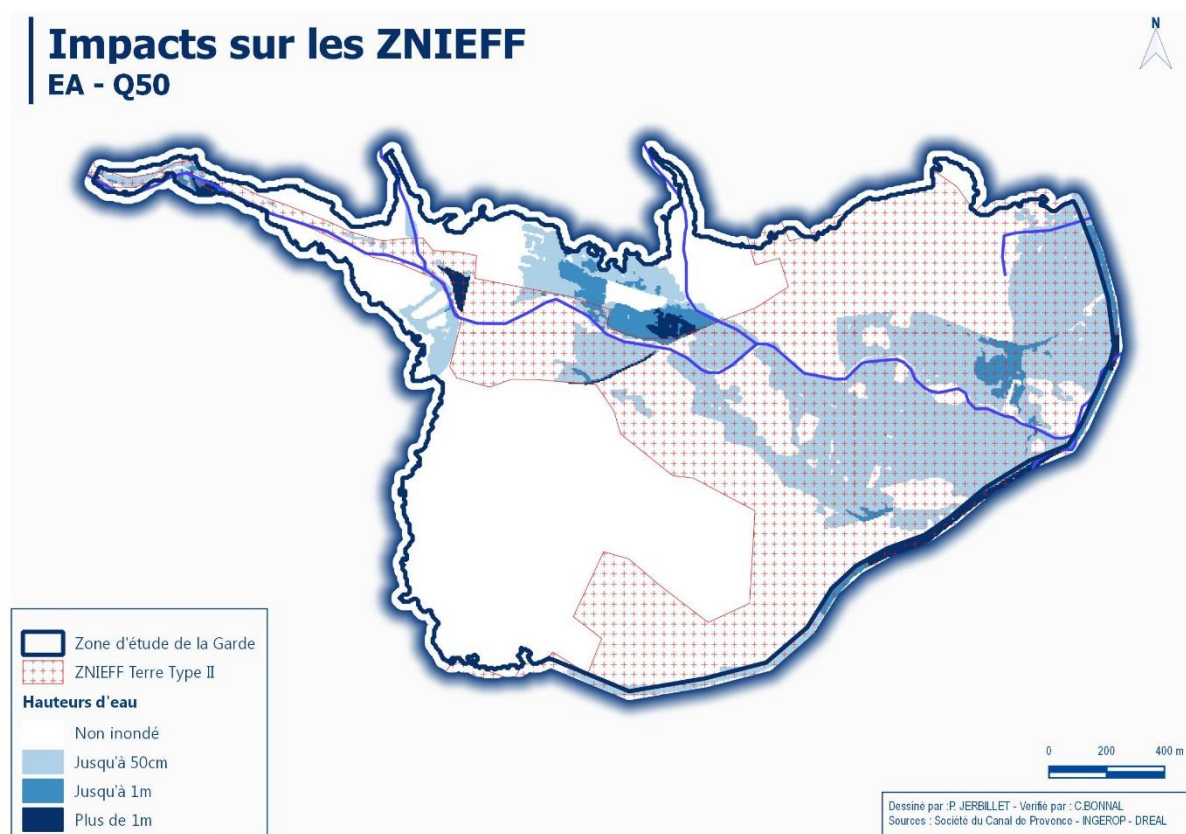 Impacts sur les ZNIEFF
EA - Q50
N
Zone d'étude de la Garde
ZNIEFF Terre Type II
Hauteurs d'eau
Non inondé
Jusqu'à 50cm
Jusqu'à 1m
Plus de 1m
0 200 400 m
Dessiné par :P. JERBILLET - Verifié par : C.BONNAL
Sources : Société du Canal de Provence - INGEROP - DREAL